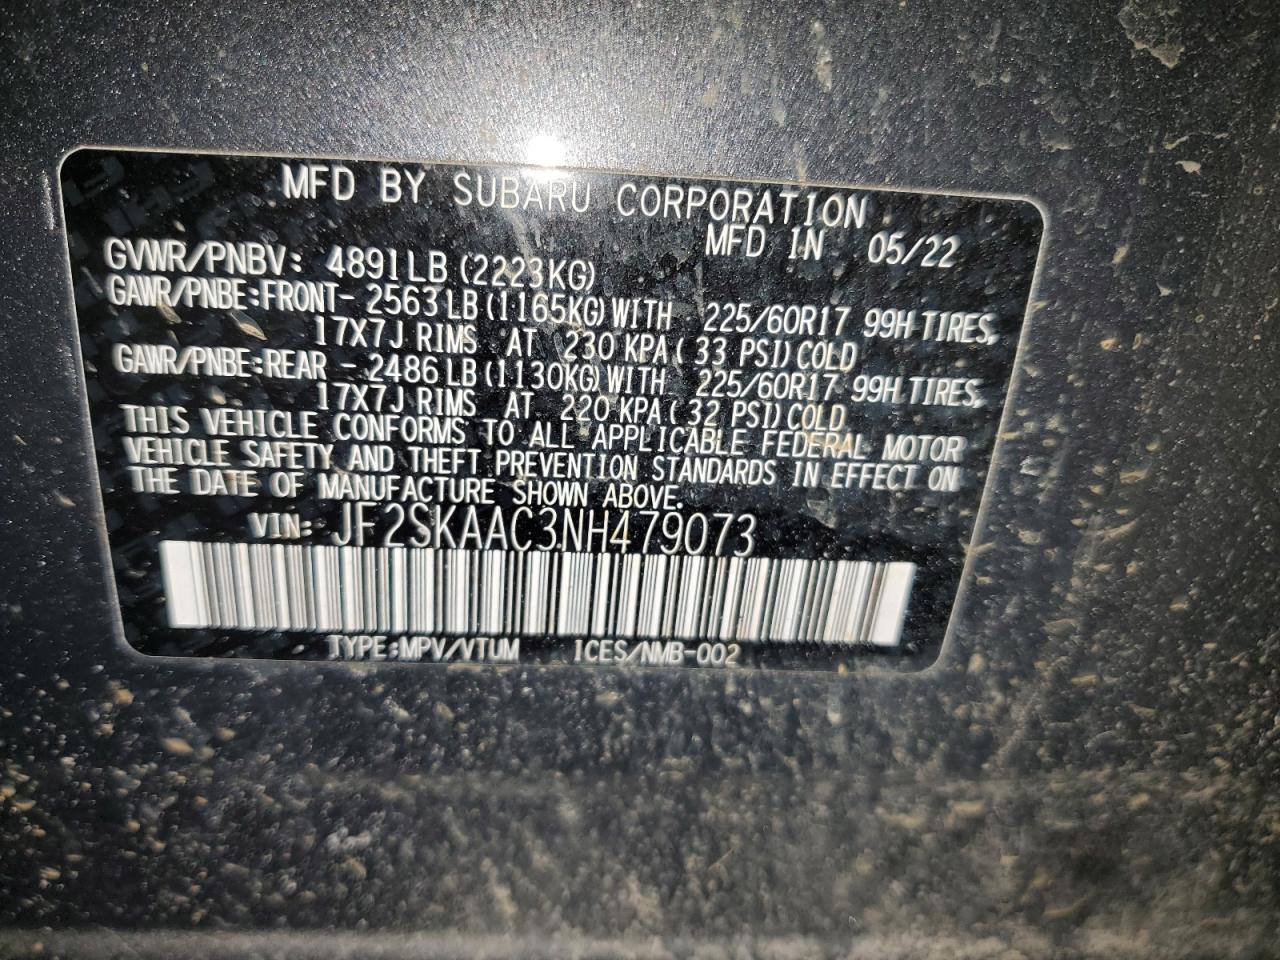 MFD BY SUBARU CORPORATION
MFD IN 05/22
GVWR/PNBV: 4891LB (2223KG)
GAWR/PNBE:FRONT- 2563LB(1165KG)WITH 225/60R17 99H TIRES,
17X7J RIMS AT 230 KPA( 33 PSI)COLD
GAWR/PNBE:REAR - 2486LB(1130KG)WITH 225/60R17 99H TIRES,
17X7J RIMS AT 220 KPA( 32 PSI)COLD
THIS VEHICLE CONFORMS TO ALL APPLICABLE FEDERAL MOTOR
VEHICLE SAFETY AND THEFT PREVENTION STANDARDS IN EFFECT ON
THE DATE OF MANUFACTURE SHOWN ABOVE.
VIN: JF2SKAAC3NH479073
TYPE:MPV/VTUM ICES/NMB-002